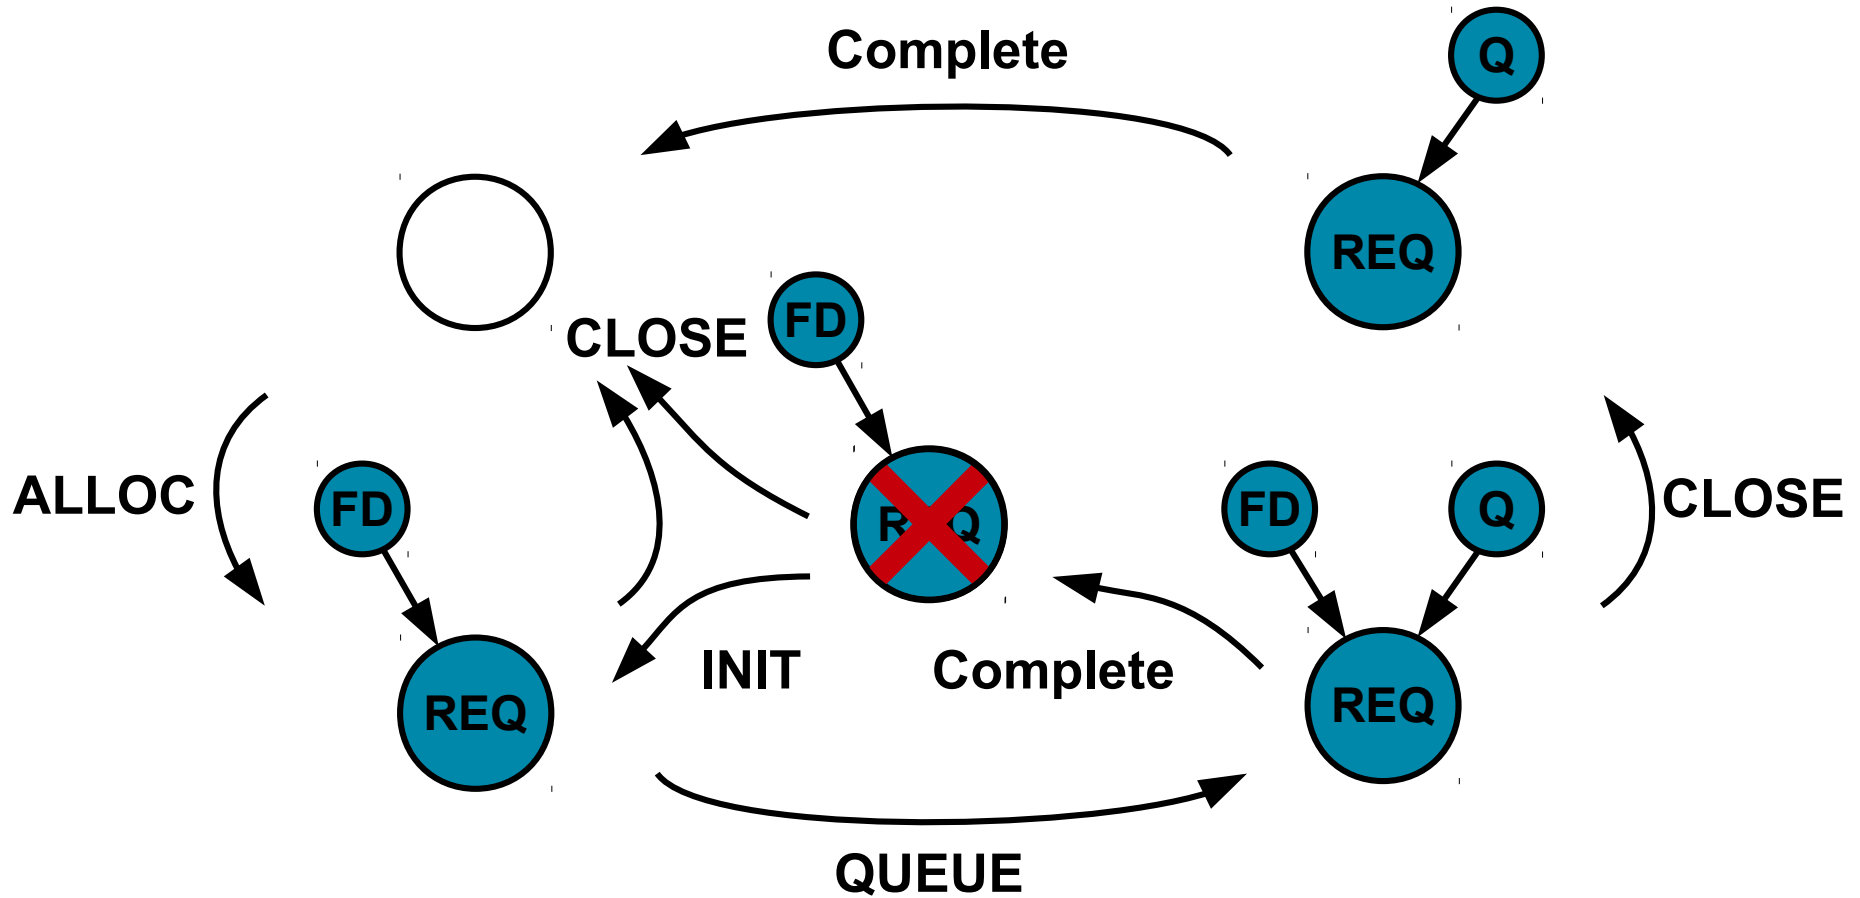 Complete
Q
REQ
CLOSE
FD
ALLOC
FD
REQ
FD
Q
CLOSE
INIT
Complete
REQ
REQ
QUEUE